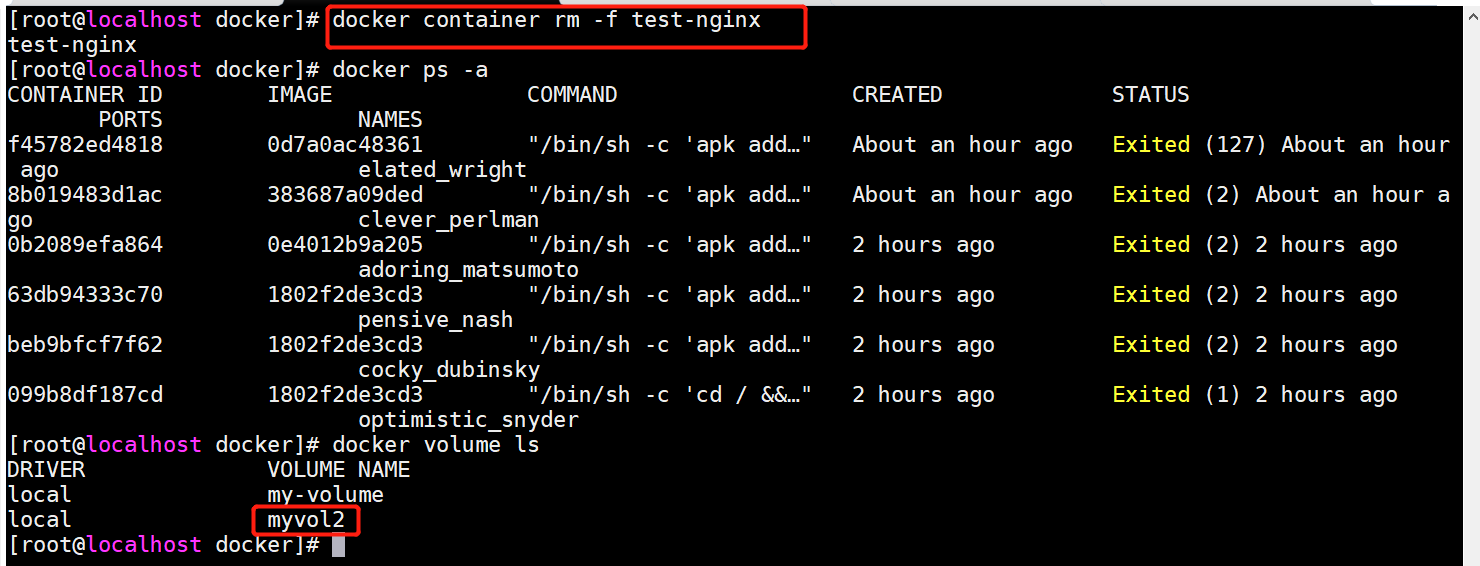 [root@localhost docker]# docker container rm -f test-nginx
test-nginx
[root@localhost docker]# docker ps -a
CONTAINER ID        IMAGE               COMMAND                  CREATED             STATUS
       PORTS               NAMES
f45782ed4818        0d7a0ac48361        "/bin/sh -c 'apk add…"   About an hour ago   Exited (127) About an hour
 ago                       elated_wright
8b019483d1ac        383687a09ded        "/bin/sh -c 'apk add…"   About an hour ago   Exited (2) About an hour a
go                         clever_perlman
0b2089efa864        0e4012b9a205        "/bin/sh -c 'apk add…"   2 hours ago         Exited (2) 2 hours ago
                           adoring_matsumoto
63db94333c70        1802f2de3cd3        "/bin/sh -c 'apk add…"   2 hours ago         Exited (2) 2 hours ago
                           pensive_nash
beb9bfcf7f62        1802f2de3cd3        "/bin/sh -c 'apk add…"   2 hours ago         Exited (2) 2 hours ago
                           cocky_dubinsky
099b8df187cd        1802f2de3cd3        "/bin/sh -c 'cd / &&…"   2 hours ago         Exited (1) 2 hours ago
                           optimistic_snyder
[root@localhost docker]# docker volume ls
DRIVER              VOLUME NAME
local               my-volume
local               myvol2
[root@localhost docker]#